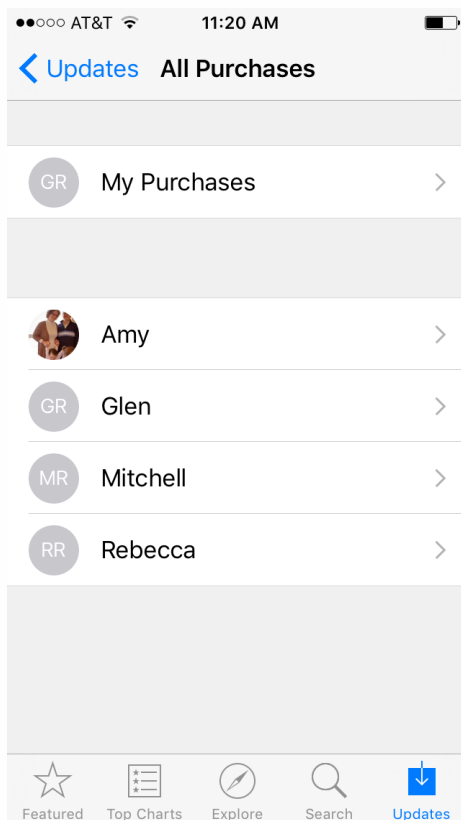 AT&T 11:20 AM
Updates All Purchases
GR My Purchases
Amy
GR Glen
MR Mitchell
RR Rebecca
Featured Top Charts Explore Search Updates